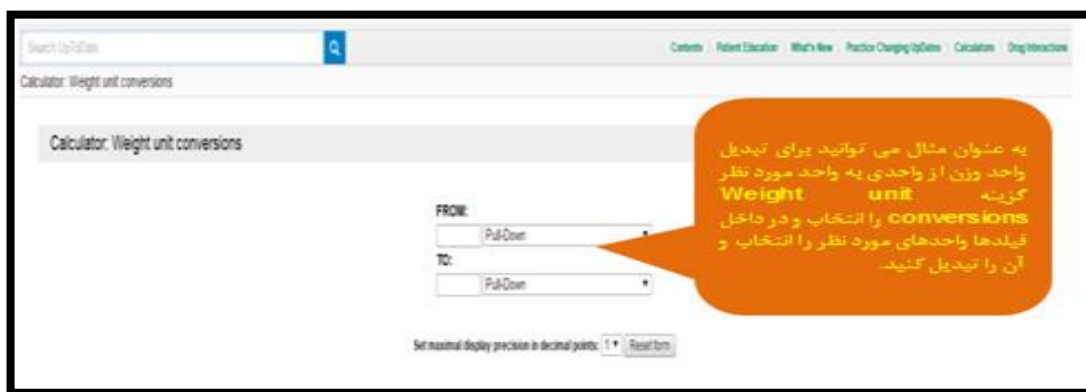 Search UpToDate
Contents Patient Education What's New Practice Changing UpDates Calculators Drug Interactions
Calculator: Weight unit conversions
Calculator: Weight unit conversions
به عنوان مثال می توانید برای تبدیل
واحد وزن از واحدی به واحد مورد نظر
گزینه Weight unit
conversions را انتخاب و در داخل
فیلدها واحدهای مورد نظر را انتخاب و
آن را تبدیل کنید.
FROM:
Pull-Down
TO:
Pull-Down
Set maximal display precision in decimal points: 1 Reset form